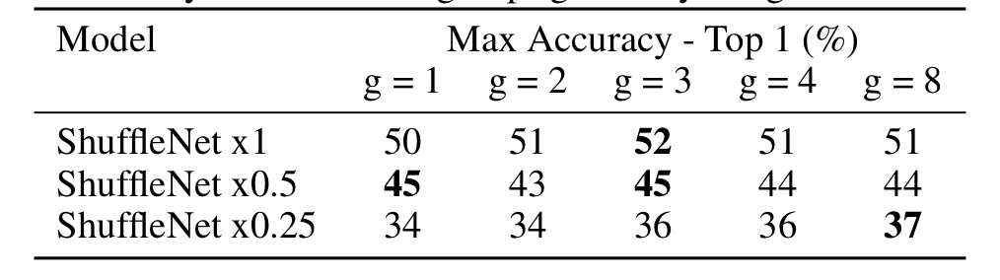 Model Max Accuracy - Top 1 (%)
g = 1 g = 2 g = 3 g = 4 g = 8
ShuffleNet x1 50 51 52 51 51
ShuffleNet x0.5 45 43 45 44 44
ShuffleNet x0.25 34 34 36 36 37